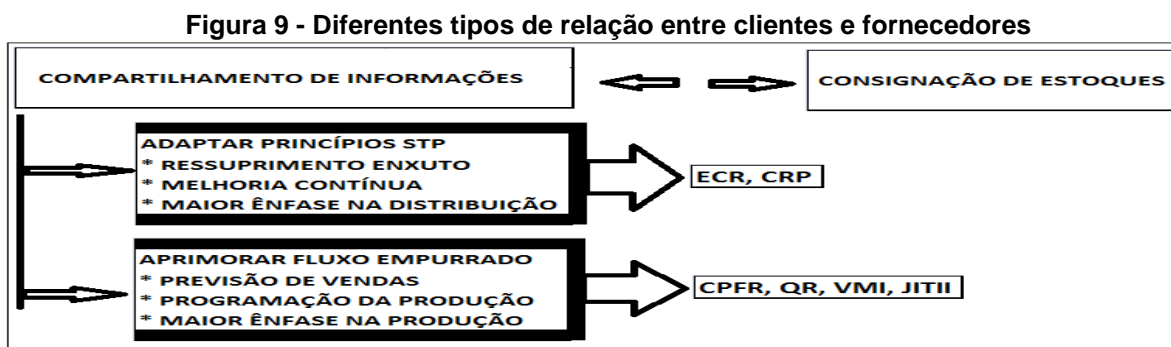 Figura 9 - Diferentes tipos de relação entre clientes e fornecedores
COMPARTILHAMENTO DE INFORMAÇÕES
CONSIGNAÇÃO DE ESTOQUES
ADAPTAR PRINCÍPIOS STP
* RESSUPRIMENTO ENXUTO
* MELHORIA CONTÍNUA
* MAIOR ÊNFASE NA DISTRIBUIÇÃO
ECR, CRP
APRIMORAR FLUXO EMPURRADO
* PREVISÃO DE VENDAS
* PROGRAMAÇÃO DA PRODUÇÃO
* MAIOR ÊNFASE NA PRODUÇÃO
CPFR, QR, VMI, JITII